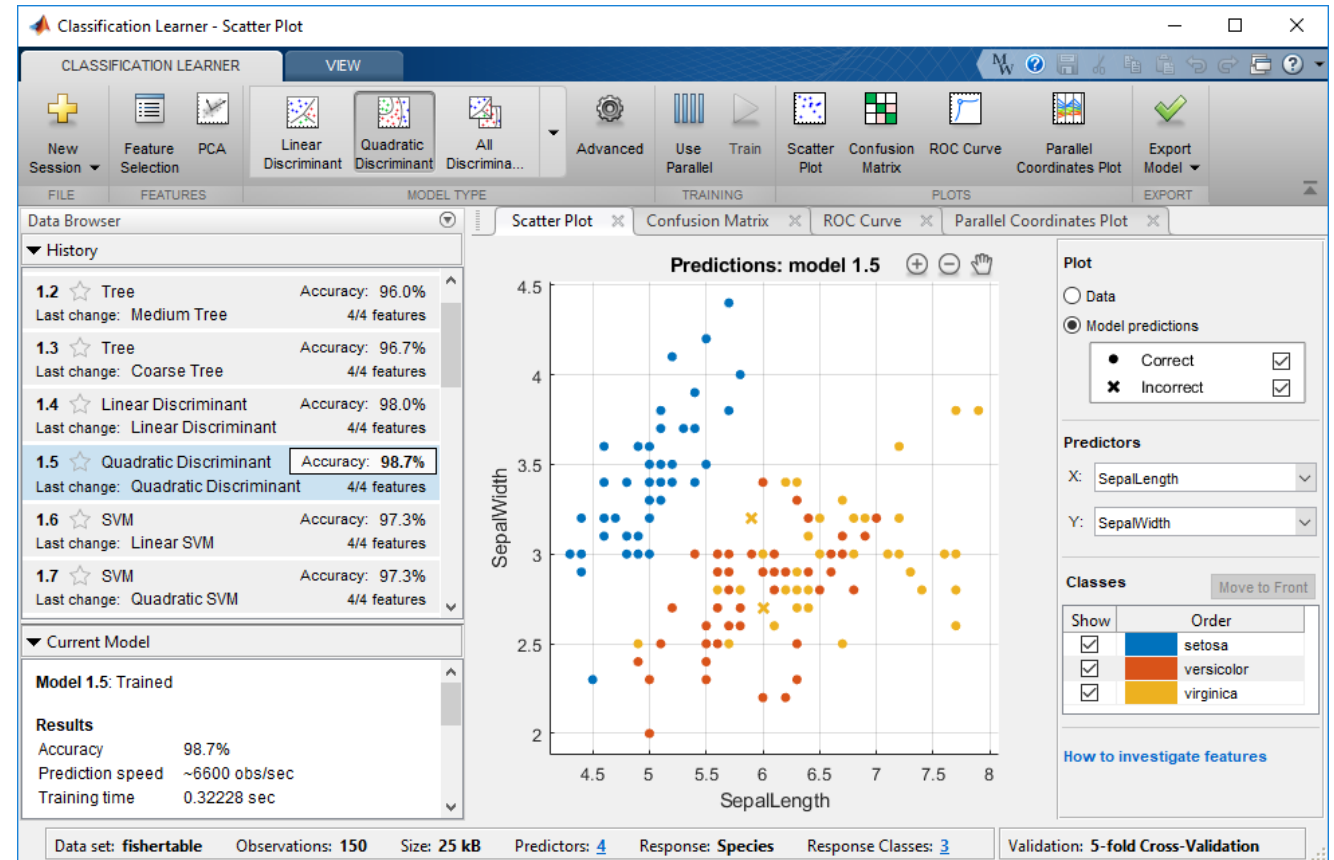 Classification Learner - Scatter Plot
CLASSIFICATION LEARNER VIEW
New Session Feature Selection PCA Linear Discriminant Quadratic Discriminant All Discrimina... Advanced Use Parallel Train Scatter Plot Confusion Matrix ROC Curve Parallel Coordinates Plot Export Model
FILE FEATURES MODEL TYPE TRAINING PLOTS EXPORT
Data Browser
History
1.2 Tree Accuracy: 96.0%
Last change: Medium Tree 4/4 features
1.3 Tree Accuracy: 96.7%
Last change: Coarse Tree 4/4 features
1.4 Linear Discriminant Accuracy: 98.0%
Last change: Linear Discriminant 4/4 features
1.5 Quadratic Discriminant Accuracy: 98.7%
Last change: Quadratic Discriminant 4/4 features
1.6 SVM Accuracy: 97.3%
Last change: Linear SVM 4/4 features
1.7 SVM Accuracy: 97.3%
Last change: Quadratic SVM 4/4 features
Current Model
Model 1.5: Trained
Results
Accuracy 98.7%
Prediction speed ~6600 obs/sec
Training time 0.32228 sec
Scatter Plot Confusion Matrix ROC Curve Parallel Coordinates Plot
Predictions: model 1.5
4.5
4
3.5
3
2.5
2
SepalWidth
4.5 5 5.5 6 6.5 7 7.5 8
SepalLength
Plot
Data
Model predictions
Correct
Incorrect
Predictors
X: SepalLength
Y: SepalWidth
Classes Move to Front
Show Order
setosa
versicolor
virginica
How to investigate features
Data set: fishertable Observations: 150 Size: 25 kB Predictors: 4 Response: Species Response Classes: 3 Validation: 5-fold Cross-Validation